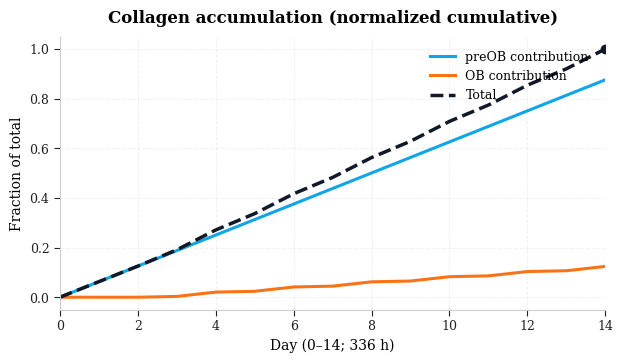 Collagen accumulation (normalized cumulative)
Fraction of total
1.0
0.8
0.6
0.4
0.2
0.0
preOB contribution
OB contribution
Total
0 2 4 6 8 10 12 14
Day (0–14; 336 h)